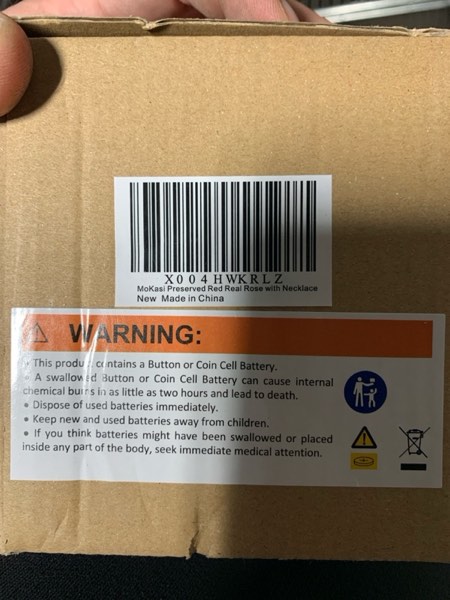 X004HWKRLZ
MoKasi Preserved Red Real Rose with Necklace
New Made in China
WARNING:
• This product contains a Button or Coin Cell Battery.
• A swallowed Button or Coin Cell Battery can cause internal
chemical burns in as little as two hours and lead to death.
• Dispose of used batteries immediately.
• Keep new and used batteries away from children.
• If you think batteries might have been swallowed or placed
inside any part of the body, seek immediate medical attention.